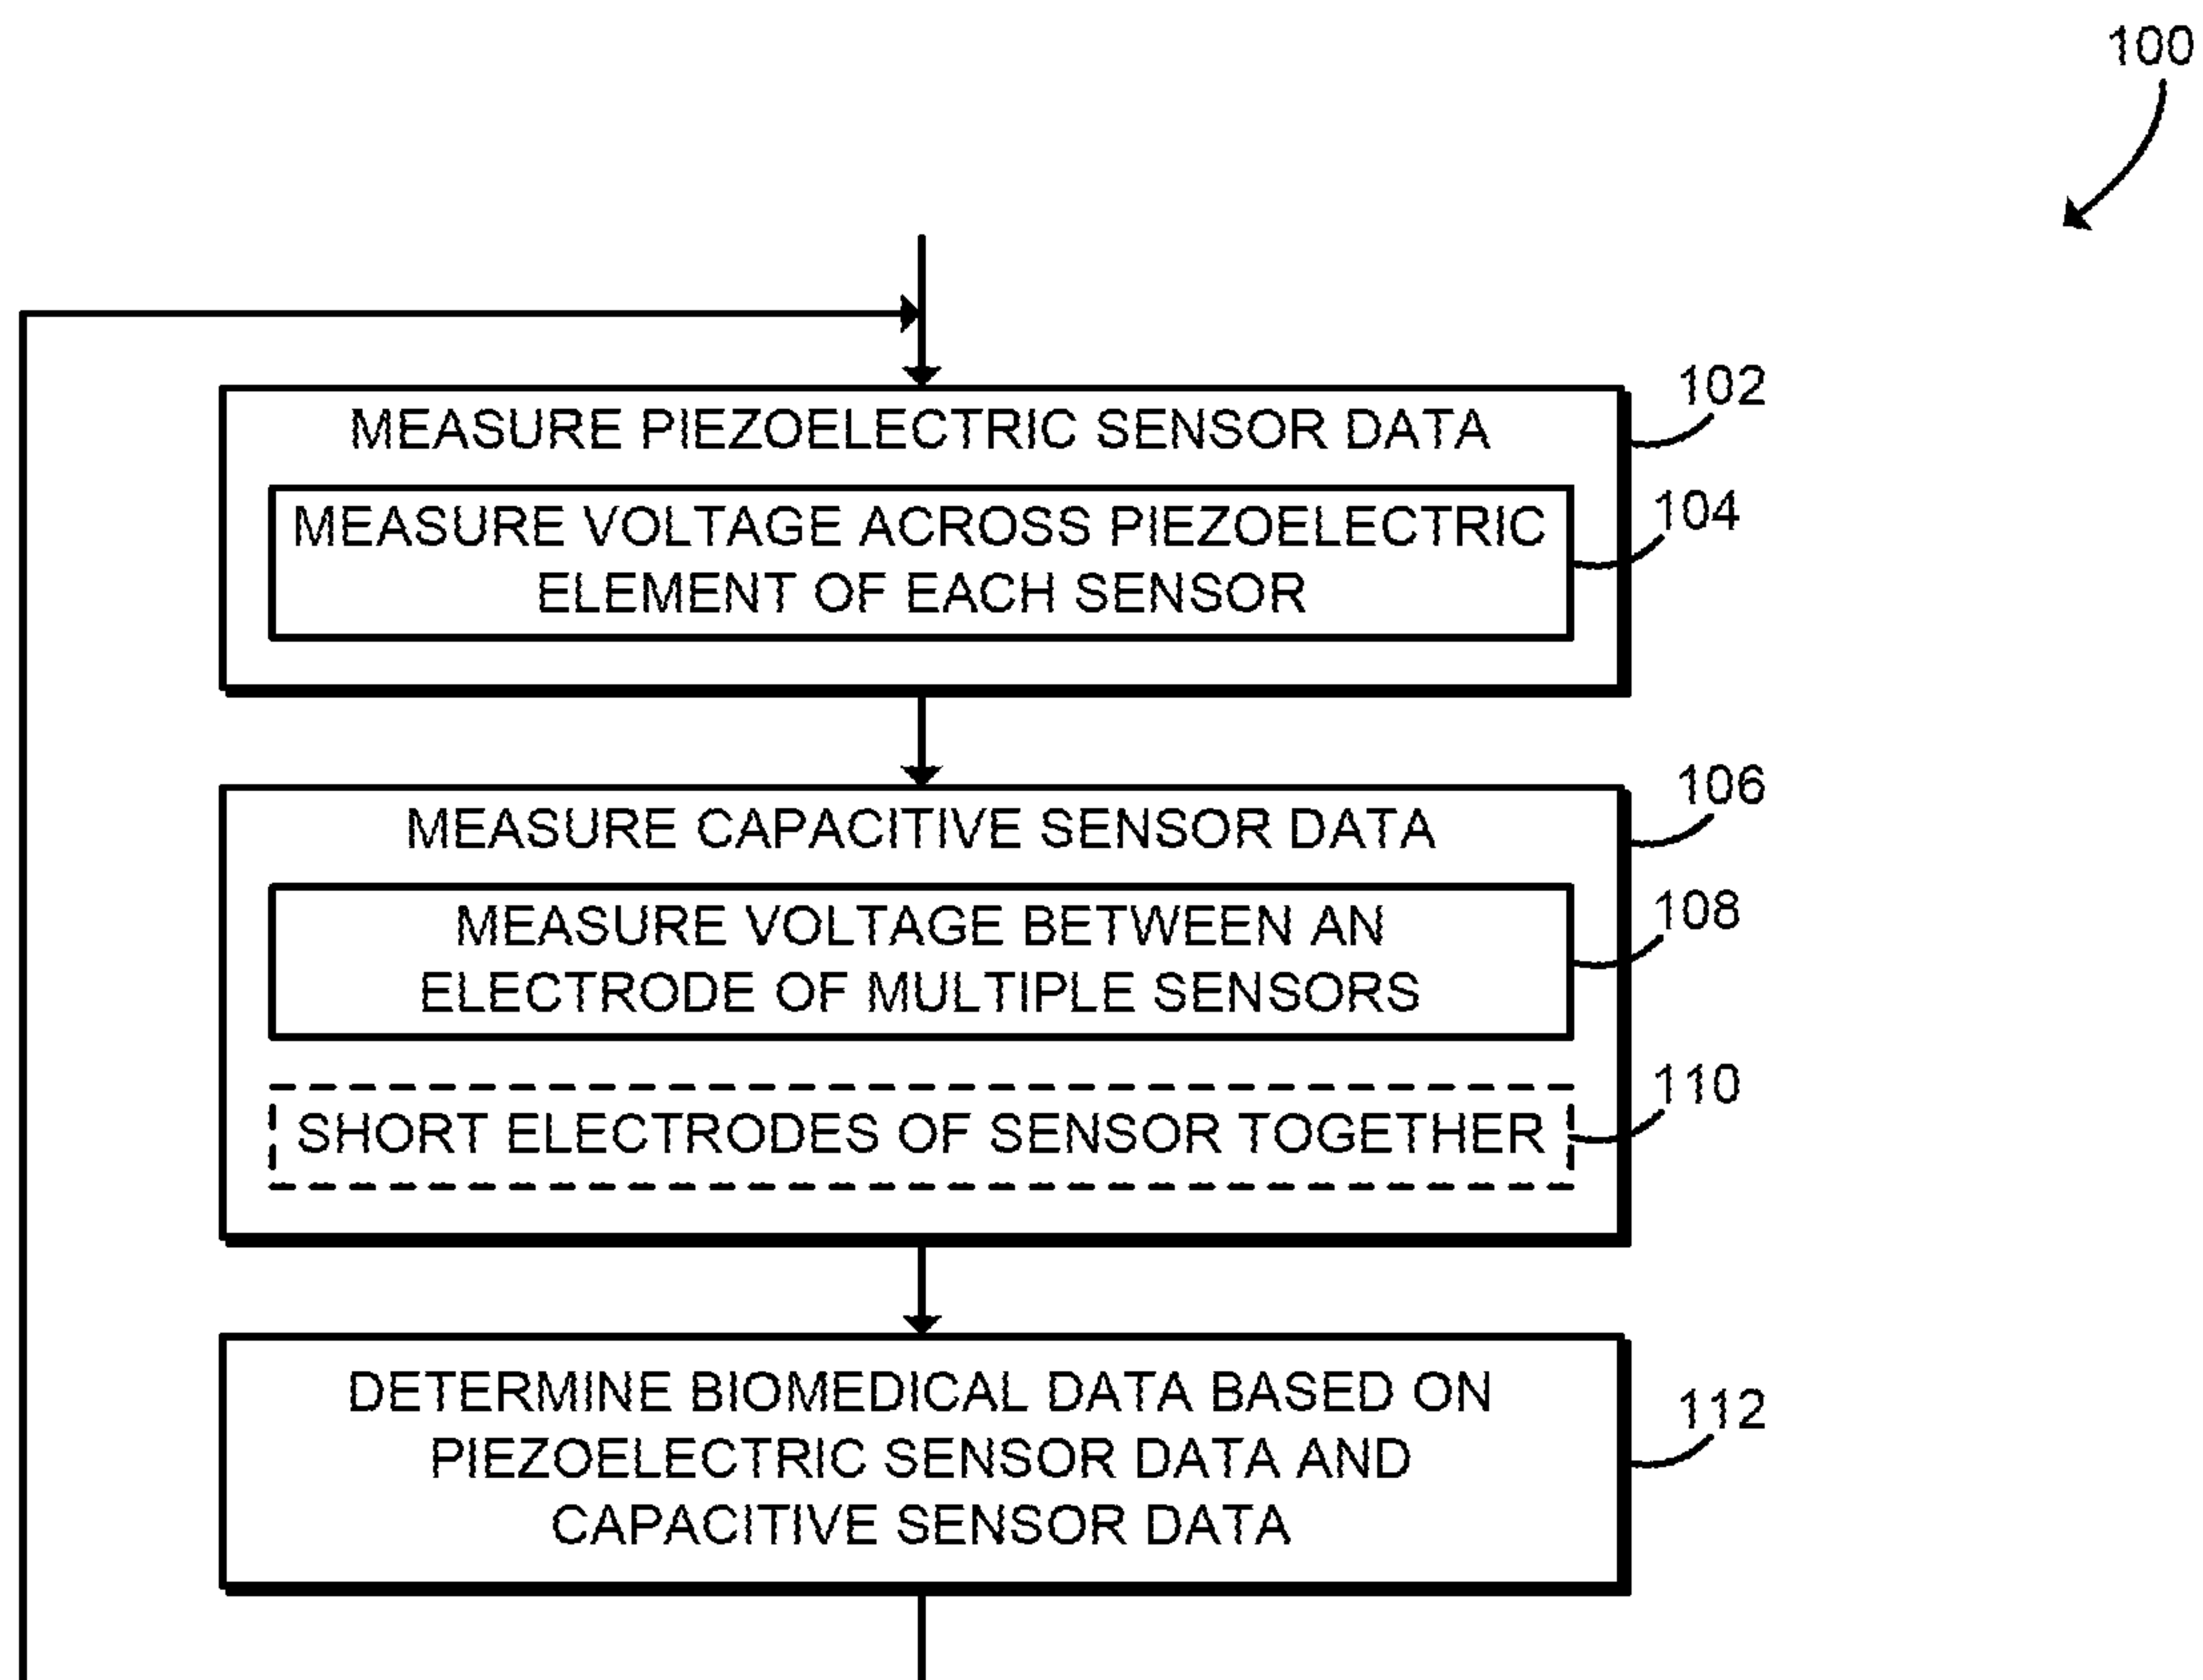 100
MEASURE PIEZOELECTRIC SENSOR DATA
102
MEASURE VOLTAGE ACROSS PIEZOELECTRIC
ELEMENT OF EACH SENSOR
104
MEASURE CAPACITIVE SENSOR DATA
106
MEASURE VOLTAGE BETWEEN AN
ELECTRODE OF MULTIPLE SENSORS
108
SHORT ELECTRODES OF SENSOR TOGETHER
110
DETERMINE BIOMEDICAL DATA BASED ON
PIEZOELECTRIC SENSOR DATA AND
CAPACITIVE SENSOR DATA
112